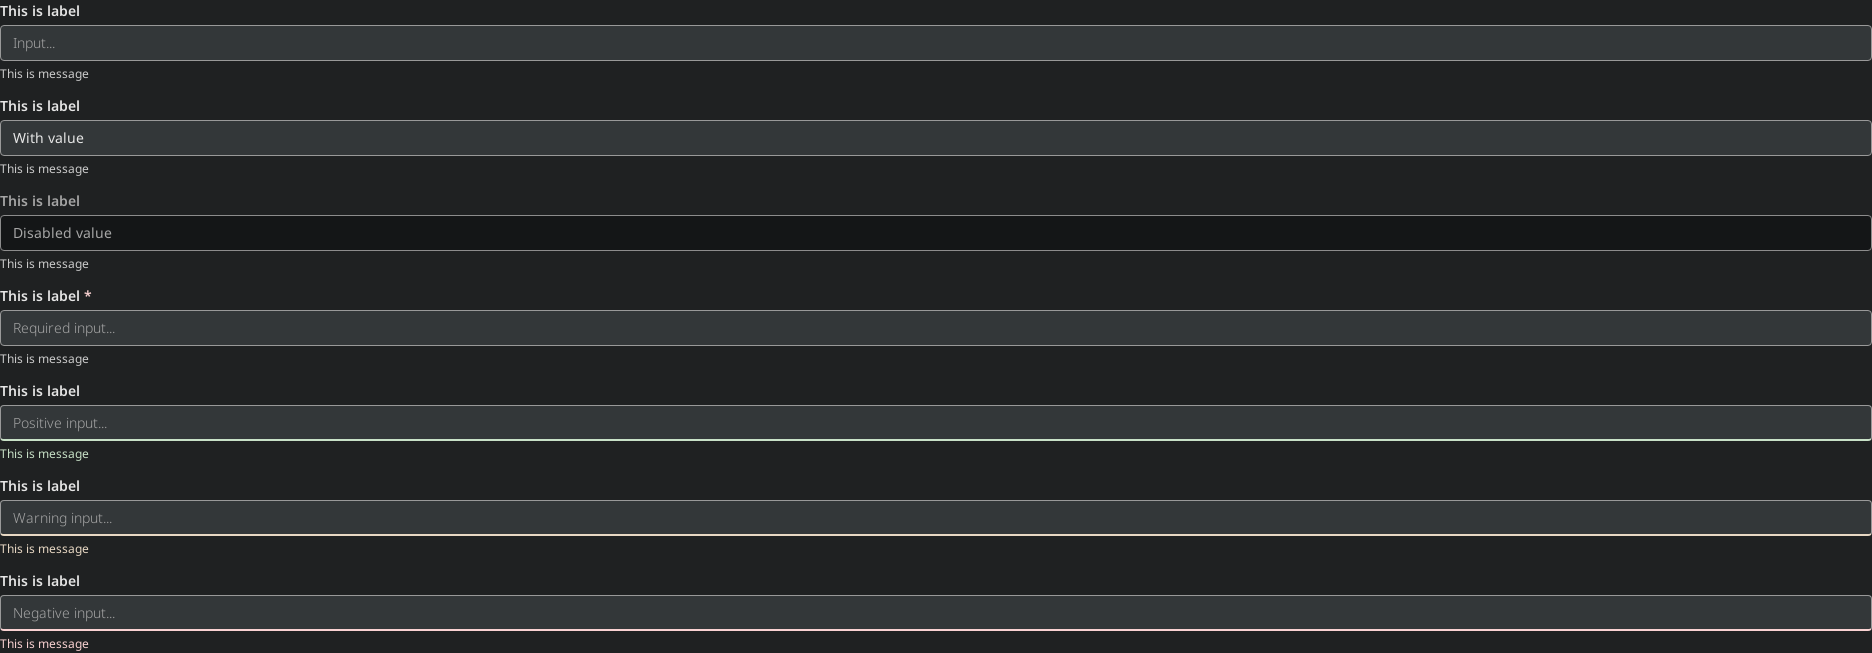 This is label
Input...
This is message
This is label
With value
This is message
This is label
Disabled value
This is message
This is label *
Required input...
This is message
This is label
Positive input...
This is message
This is label
Warning input...
This is message
This is label
Negative input...
This is message